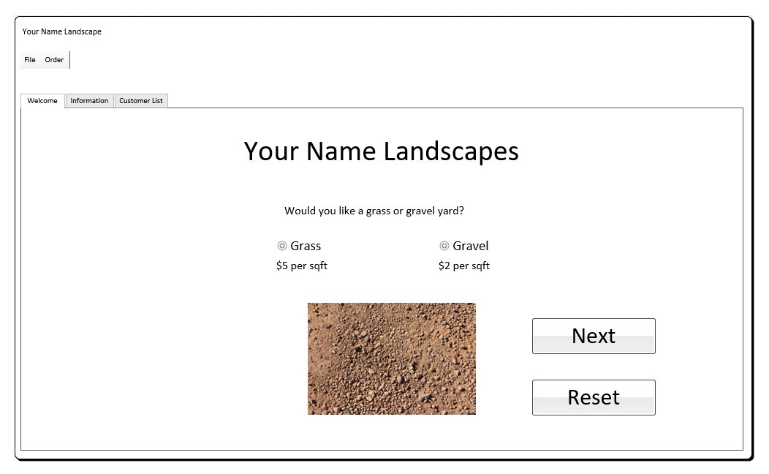 Your Name Landscape
File Order
Welcome Information Customer List
Your Name Landscapes
Would you like a grass or gravel yard?
Grass Gravel
$5 per sqft $2 per sqft
Next
Reset